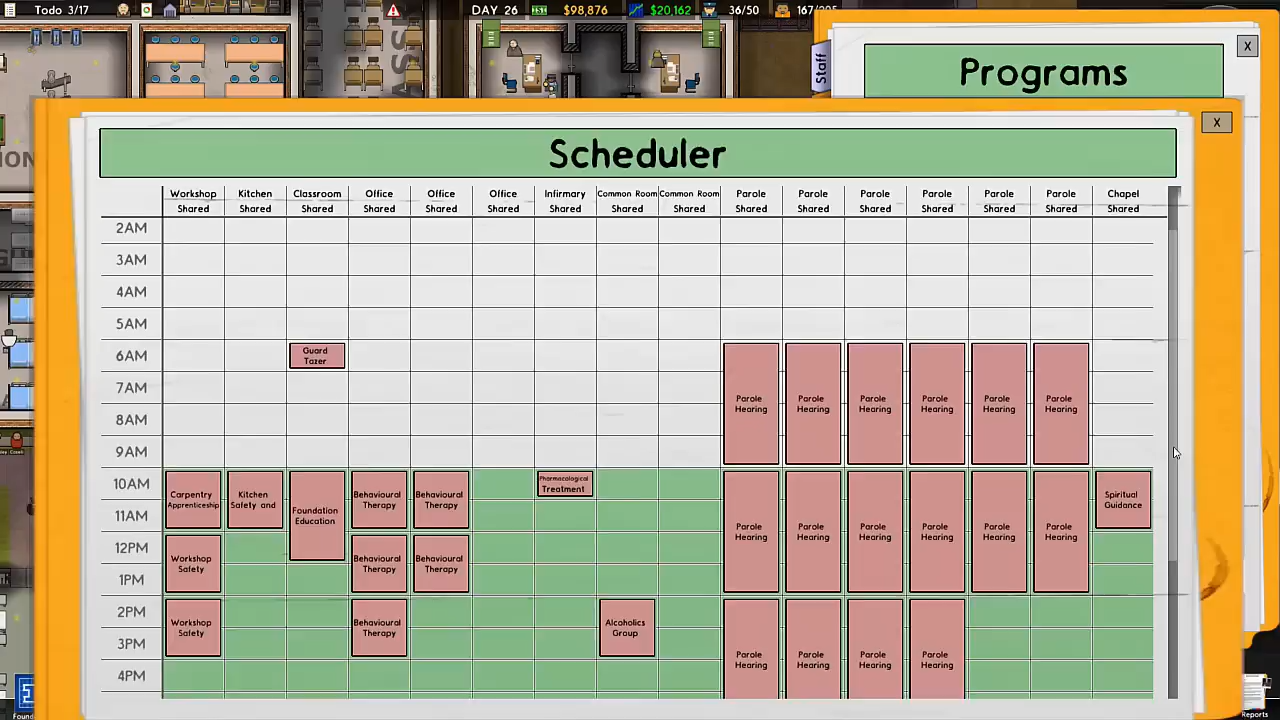 Todo 3/17
DAY 26
$98,876
$20,162
36/50
Staff
X
Programs
X
Scheduler
Workshop Kitchen Classroom Office Office Office Infirmary Common Room Common Room Parole Parole Parole Parole Parole Parole Chapel
Shared Shared Shared Shared Shared Shared Shared Shared Shared Shared Shared Shared Shared Shared Shared Shared
2AM
3AM
4AM
5AM
6AM
Guard
Tazer
7AM
8AM
Parole Parole Parole Parole Parole Parole
Hearing Hearing Hearing Hearing Hearing Hearing
9AM
10AM
Carpentry
Apprenticeship
Kitchen
Safety and
Foundation
Education
Behavioural
Therapy
Behavioural
Therapy
Pharmacological
Treatment
Spiritual
Guidance
11AM
Parole Parole Parole Parole Parole Parole
Hearing Hearing Hearing Hearing Hearing Hearing
12PM
Workshop
Safety
Behavioural
Therapy
Behavioural
Therapy
1PM
2PM
Workshop
Safety
Behavioural
Therapy
Alcoholics
Group
3PM
Parole Parole Parole Parole
Hearing Hearing Hearing Hearing
4PM
Reports